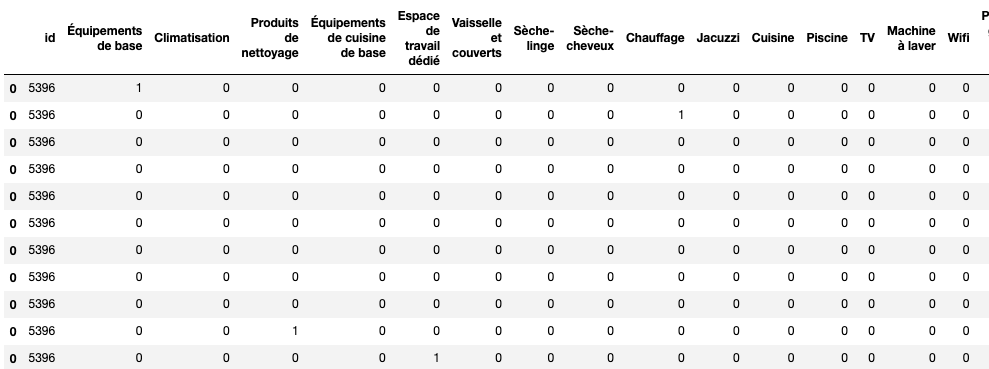 id Équipements de base Climatisation Produits de nettoyage Équipements de cuisine de base Espace de travail dédié Vaisselle et couverts Sèche-linge Sèche-cheveux Chauffage Jacuzzi Cuisine Piscine TV Machine à laver Wifi P
0 5396 1 0 0 0 0 0 0 0 0 0 0 0 0 0 0
0 5396 0 0 0 0 0 0 0 0 1 0 0 0 0 0 0
0 5396 0 0 0 0 0 0 0 0 0 0 0 0 0 0 0
0 5396 0 0 0 0 0 0 0 0 0 0 0 0 0 0 0
0 5396 0 0 0 0 0 0 0 0 0 0 0 0 0 0 0
0 5396 0 0 0 0 0 0 0 0 0 0 0 0 0 0 0
0 5396 0 0 0 0 0 0 0 0 0 0 0 0 0 0 0
0 5396 0 0 0 0 0 0 0 0 0 0 0 0 0 0 0
0 5396 0 0 0 0 0 0 0 0 0 0 0 0 0 0 0
0 5396 0 0 1 0 0 0 0 0 0 0 0 0 0 0 0
0 5396 0 0 0 0 1 0 0 0 0 0 0 0 0 0 0